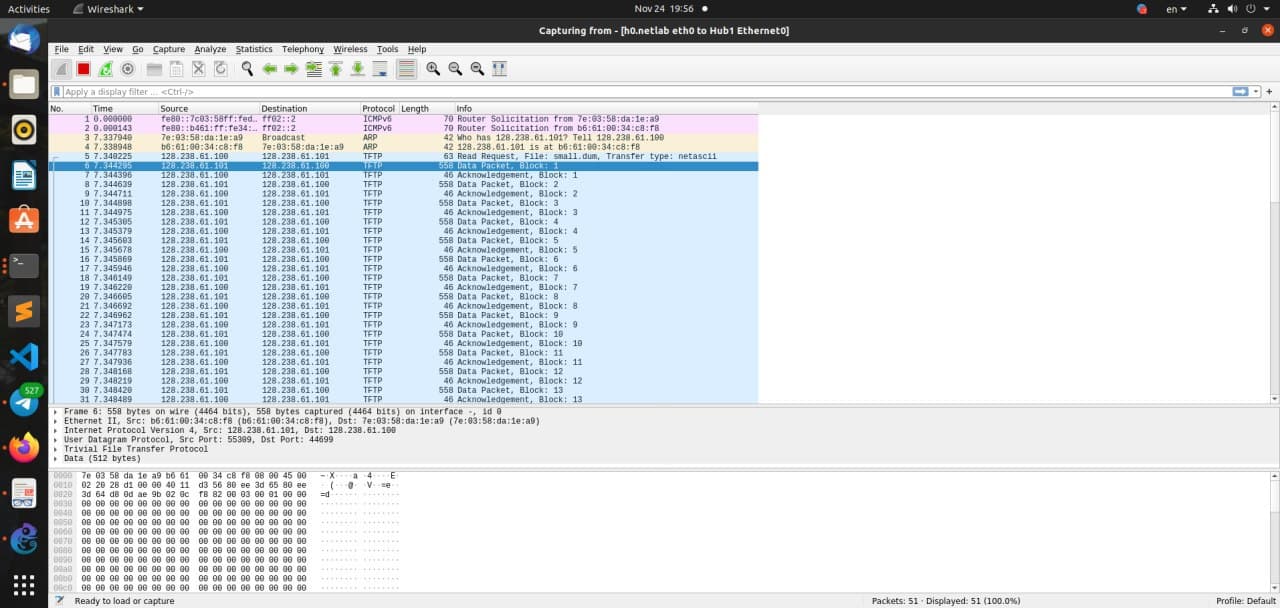 Activities Wireshark Nov 24 19:56 en
Capturing from - [h0.netlab eth0 to Hub1 Ethernet0]
File Edit View Go Capture Analyze Statistics Telephony Wireless Tools Help
Apply a display filter ... <Ctrl-/>
No. Time Source Destination Protocol Length Info
1 0.000000 fe80::7c03:58ff:fed… ff02::2 ICMPv6 70 Router Solicitation from 7e:03:58:da:1e:a9
2 0.000143 fe80::b461:ff:fe34:… ff02::2 ICMPv6 70 Router Solicitation from b6:61:00:34:c8:f8
3 7.337940 7e:03:58:da:1e:a9 Broadcast ARP 42 Who has 128.238.61.101? Tell 128.238.61.100
4 7.338948 b6:61:00:34:c8:f8 7e:03:58:da:1e:a9 ARP 42 128.238.61.101 is at b6:61:00:34:c8:f8
5 7.340225 128.238.61.100 128.238.61.101 TFTP 63 Read Request, File: small.dum, Transfer type: netascii
6 7.344295 128.238.61.101 128.238.61.100 TFTP 558 Data Packet, Block: 1
7 7.344396 128.238.61.100 128.238.61.101 TFTP 46 Acknowledgement, Block: 1
8 7.344639 128.238.61.101 128.238.61.100 TFTP 558 Data Packet, Block: 2
9 7.344711 128.238.61.100 128.238.61.101 TFTP 46 Acknowledgement, Block: 2
10 7.344898 128.238.61.101 128.238.61.100 TFTP 558 Data Packet, Block: 3
11 7.344975 128.238.61.100 128.238.61.101 TFTP 46 Acknowledgement, Block: 3
12 7.345305 128.238.61.101 128.238.61.100 TFTP 558 Data Packet, Block: 4
13 7.345379 128.238.61.100 128.238.61.101 TFTP 46 Acknowledgement, Block: 4
14 7.345603 128.238.61.101 128.238.61.100 TFTP 558 Data Packet, Block: 5
15 7.345678 128.238.61.100 128.238.61.101 TFTP 46 Acknowledgement, Block: 5
16 7.345869 128.238.61.101 128.238.61.100 TFTP 558 Data Packet, Block: 6
17 7.345946 128.238.61.100 128.238.61.101 TFTP 46 Acknowledgement, Block: 6
18 7.346149 128.238.61.101 128.238.61.100 TFTP 558 Data Packet, Block: 7
19 7.346220 128.238.61.100 128.238.61.101 TFTP 46 Acknowledgement, Block: 7
20 7.346605 128.238.61.101 128.238.61.100 TFTP 558 Data Packet, Block: 8
21 7.346692 128.238.61.100 128.238.61.101 TFTP 46 Acknowledgement, Block: 8
22 7.346962 128.238.61.101 128.238.61.100 TFTP 558 Data Packet, Block: 9
23 7.347173 128.238.61.100 128.238.61.101 TFTP 46 Acknowledgement, Block: 9
24 7.347474 128.238.61.101 128.238.61.100 TFTP 558 Data Packet, Block: 10
25 7.347579 128.238.61.100 128.238.61.101 TFTP 46 Acknowledgement, Block: 10
26 7.347783 128.238.61.101 128.238.61.100 TFTP 558 Data Packet, Block: 11
27 7.347936 128.238.61.100 128.238.61.101 TFTP 46 Acknowledgement, Block: 11
28 7.348168 128.238.61.101 128.238.61.100 TFTP 558 Data Packet, Block: 12
29 7.348219 128.238.61.100 128.238.61.101 TFTP 46 Acknowledgement, Block: 12
30 7.348420 128.238.61.101 128.238.61.100 TFTP 558 Data Packet, Block: 13
31 7.348489 128.238.61.100 128.238.61.101 TFTP 46 Acknowledgement, Block: 13
527
Frame 6: 558 bytes on wire (4464 bits), 558 bytes captured (4464 bits) on interface -, id 0
Ethernet II, Src: b6:61:00:34:c8:f8 (b6:61:00:34:c8:f8), Dst: 7e:03:58:da:1e:a9 (7e:03:58:da:1e:a9)
Internet Protocol Version 4, Src: 128.238.61.101, Dst: 128.238.61.100
User Datagram Protocol, Src Port: 55309, Dst Port: 44699
Trivial File Transfer Protocol
Data (512 bytes)
0000 7e 03 58 da 1e a9 b6 61 00 34 c8 f8 08 00 45 00 ~·X····a ·4····E·
0010 02 20 28 d1 00 00 40 11 d3 56 80 ee 3d 65 80 ee · (···@· ·V··=e··
0020 3d 64 d8 0d ae 9b 02 0c f8 82 00 03 00 01 00 00 =d······ ········
0030 00 00 00 00 00 00 00 00 00 00 00 00 00 00 00 00 ········ ········
0040 00 00 00 00 00 00 00 00 00 00 00 00 00 00 00 00 ········ ········
0050 00 00 00 00 00 00 00 00 00 00 00 00 00 00 00 00 ········ ········
0060 00 00 00 00 00 00 00 00 00 00 00 00 00 00 00 00 ········ ········
0070 00 00 00 00 00 00 00 00 00 00 00 00 00 00 00 00 ········ ········
0080 00 00 00 00 00 00 00 00 00 00 00 00 00 00 00 00 ········ ········
0090 00 00 00 00 00 00 00 00 00 00 00 00 00 00 00 00 ········ ········
00a0 00 00 00 00 00 00 00 00 00 00 00 00 00 00 00 00 ········ ········
00b0 00 00 00 00 00 00 00 00 00 00 00 00 00 00 00 00 ········ ········
00c0 00 00 00 00 00 00 00 00 00 00 00 00 00 00 00 00 ········ ········
Ready to load or capture Packets: 51 · Displayed: 51 (100.0%) Profile: Default